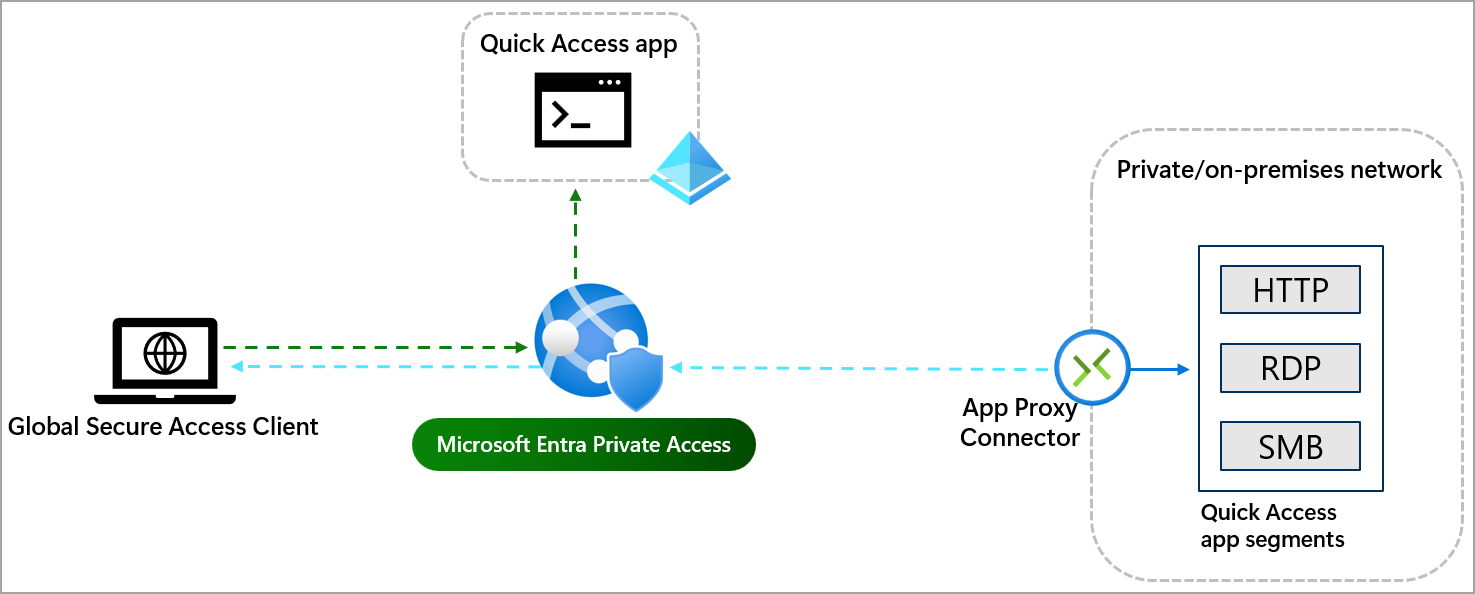 Quick Access app
Private/on-premises network
HTTP
RDP
SMB
Quick Access
app segments
App Proxy
Connector
Global Secure Access Client
Microsoft Entra Private Access